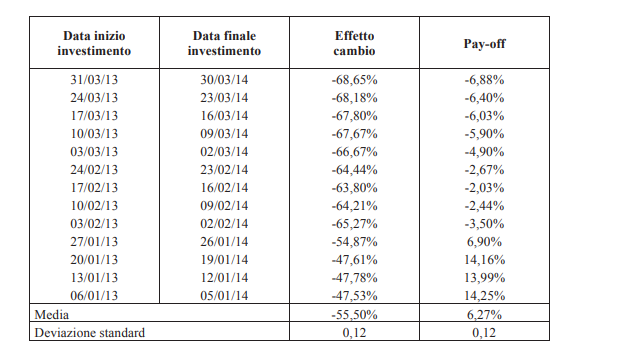 Data inizio investimento | Data finale investimento | Effetto cambio | Pay-off
31/03/13 | 30/03/14 | -68,65% | -6,88%
24/03/13 | 23/03/14 | -68,18% | -6,40%
17/03/13 | 16/03/14 | -67,80% | -6,03%
10/03/13 | 09/03/14 | -67,67% | -5,90%
03/03/13 | 02/03/14 | -66,67% | -4,90%
24/02/13 | 23/02/14 | -64,44% | -2,67%
17/02/13 | 16/02/14 | -63,80% | -2,03%
10/02/13 | 09/02/14 | -64,21% | -2,44%
03/02/13 | 02/02/14 | -65,27% | -3,50%
27/01/13 | 26/01/14 | -54,87% | 6,90%
20/01/13 | 19/01/14 | -47,61% | 14,16%
13/01/13 | 12/01/14 | -47,78% | 13,99%
06/01/13 | 05/01/14 | -47,53% | 14,25%
Media | -55,50% | 6,27%
Deviazione standard | 0,12 | 0,12